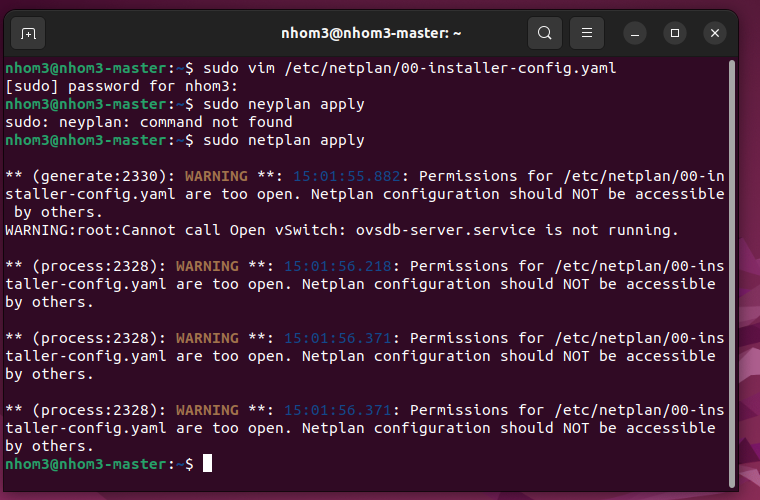 nhom3@nhom3-master: ~
nhom3@nhom3-master:~$ sudo vim /etc/netplan/00-installer-config.yaml
[sudo] password for nhom3:
nhom3@nhom3-master:~$ sudo neyplan apply
sudo: neyplan: command not found
nhom3@nhom3-master:~$ sudo netplan apply
** (generate:2330): WARNING **: 15:01:55.882: Permissions for /etc/netplan/00-in
staller-config.yaml are too open. Netplan configuration should NOT be accessible
by others.
WARNING:root:Cannot call Open vSwitch: ovsdb-server.service is not running.
** (process:2328): WARNING **: 15:01:56.218: Permissions for /etc/netplan/00-ins
taller-config.yaml are too open. Netplan configuration should NOT be accessible
by others.
** (process:2328): WARNING **: 15:01:56.371: Permissions for /etc/netplan/00-ins
taller-config.yaml are too open. Netplan configuration should NOT be accessible
by others.
** (process:2328): WARNING **: 15:01:56.371: Permissions for /etc/netplan/00-ins
taller-config.yaml are too open. Netplan configuration should NOT be accessible
by others.
nhom3@nhom3-master:~$